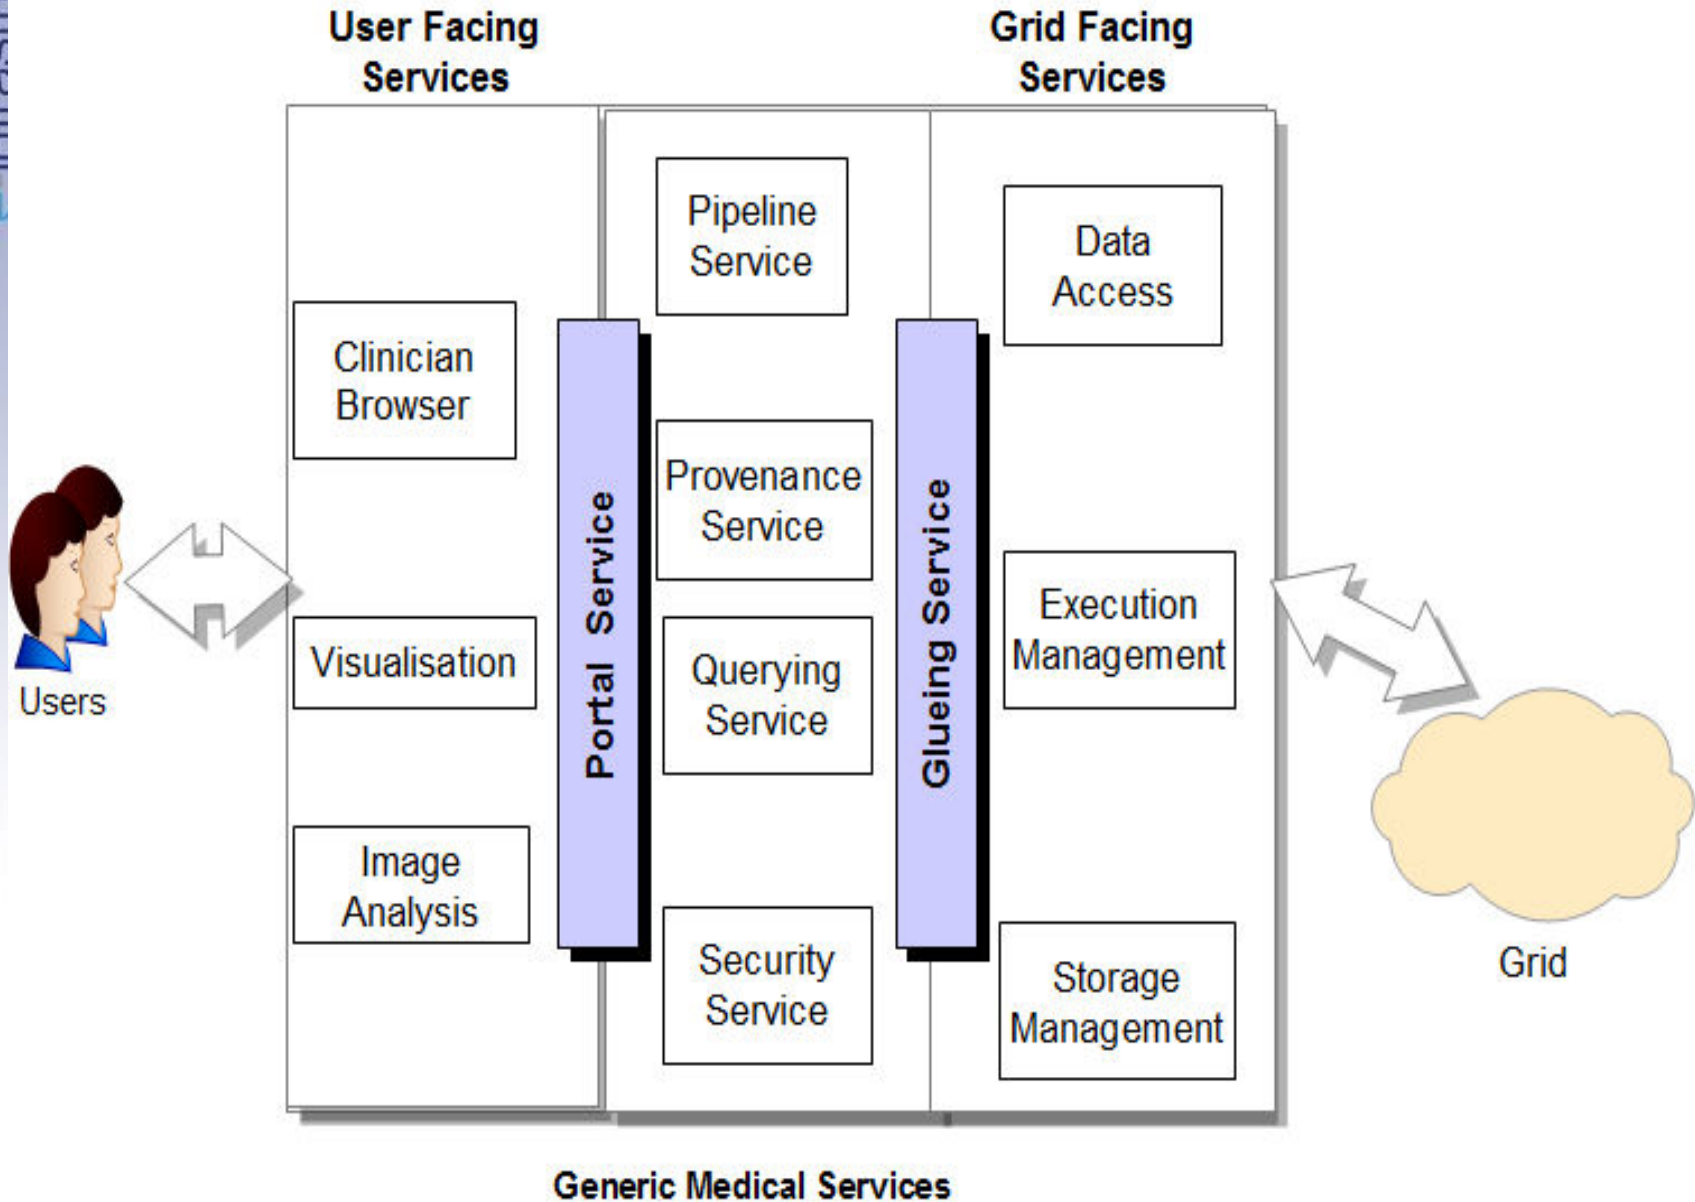 User Facing
Services
Grid Facing
Services
Pipeline
Service
Data
Access
Clinician
Browser
Provenance
Service
Portal Service
Glueing Service
Execution
Management
Visualisation
Querying
Service
Users
Image
Analysis
Security
Service
Storage
Management
Grid
Generic Medical Services